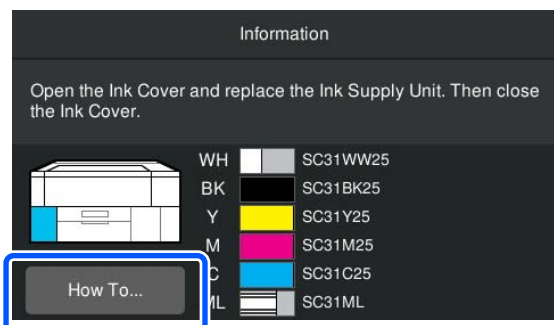 Information
Open the Ink Cover and replace the Ink Supply Unit. Then close
the Ink Cover.
WH SC31WW25
BK SC31BK25
Y SC31Y25
M SC31M25
C SC31C25
How To...
ML SC31ML